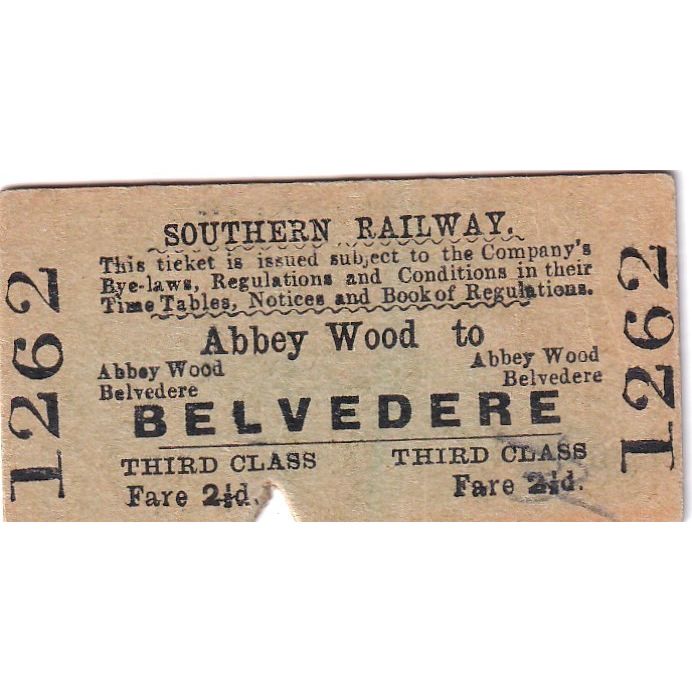 SOUTHERN RAILWAY.
This ticket is issued subject to the Company's
Bye-laws, Regulations and Conditions in their
Time Tables, Notices and Book of Regulations.
Abbey Wood to
Abbey Wood
Belvedere
Abbey Wood
Belvedere
BELVEDERE
THIRD CLASS
THIRD CLASS
Fare 2½d.
Fare 2½d.
1262
1262